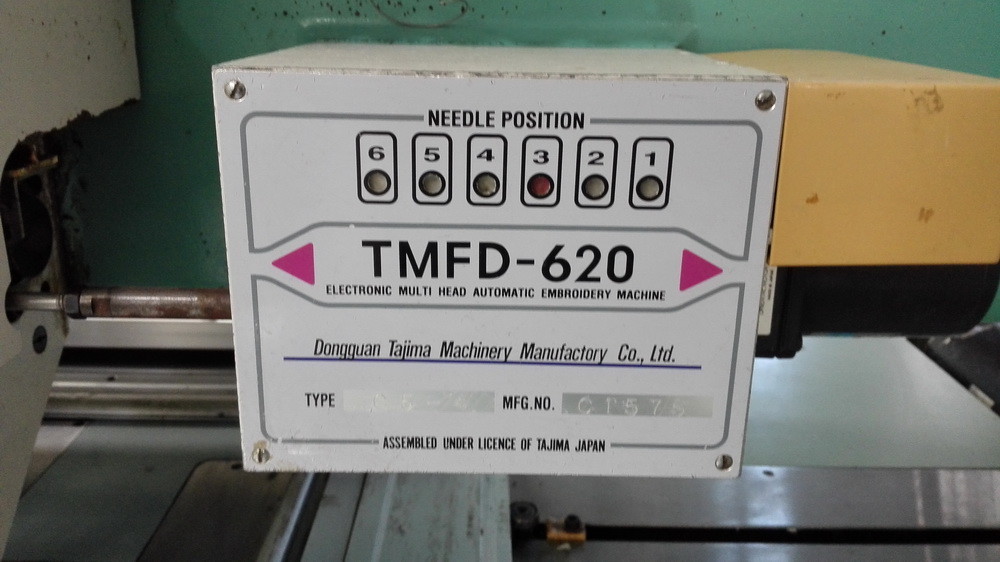 NEEDLE POSITION
6 5 4 3 2 1
TMFD-620
ELECTRONIC MULTI HEAD AUTOMATIC EMBROIDERY MACHINE
Dongguan Tajima Machinery Manufactory Co., Ltd.
TYPE MFG.NO.
ASSEMBLED UNDER LICENCE OF TAJIMA JAPAN